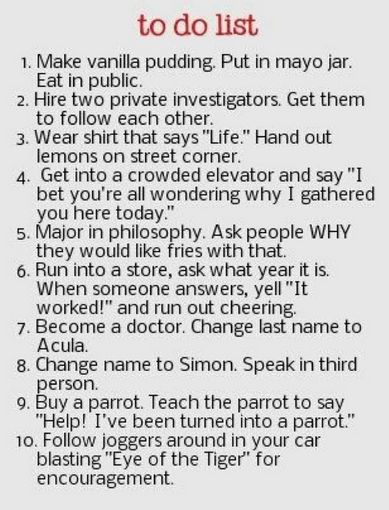 to do list
1. Make vanilla pudding. Put in mayo jar.
Eat in public.
2. Hire two private investigators. Get them
to follow each other.
3. Wear shirt that says "Life." Hand out
lemons on street corner.
4. Get into a crowded elevator and say "I
bet you're all wondering why I gathered
you here today."
5. Major in philosophy. Ask people WHY
they would like fries with that.
6. Run into a store, ask what year it is.
When someone answers, yell "It
worked!" and run out cheering.
7. Become a doctor. Change last name to
Acula.
8. Change name to Simon. Speak in third
person.
9. Buy a parrot. Teach the parrot to say
"Help! I've been turned into a parrot."
10. Follow joggers around in your car
blasting "Eye of the Tiger" for
encouragement.